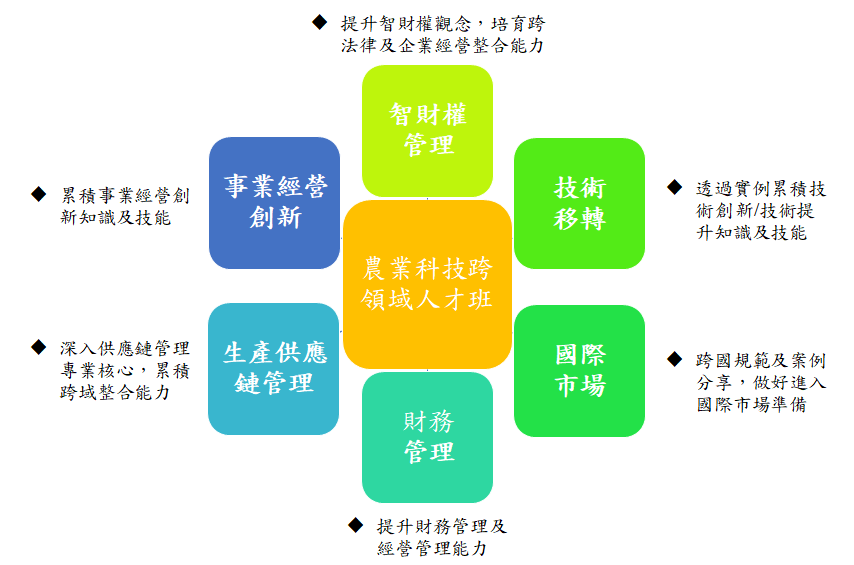 ◆ 提升智財權觀念，培育跨
法律及企業經營整合能力
智財權
管理
事業經營
創新
◆ 累積事業經營創
新知識及技能
技術
移轉
◆ 透過實例累積技
術創新/技術提
升知識及技能
農業科技跨
領域人才班
生產供應
鏈管理
◆ 深入供應鏈管理
專業核心，累積
跨域整合能力
國際
市場
◆ 跨國規範及案例
分享，做好進入
國際市場準備
財務
管理
◆ 提升財務管理及
經營管理能力